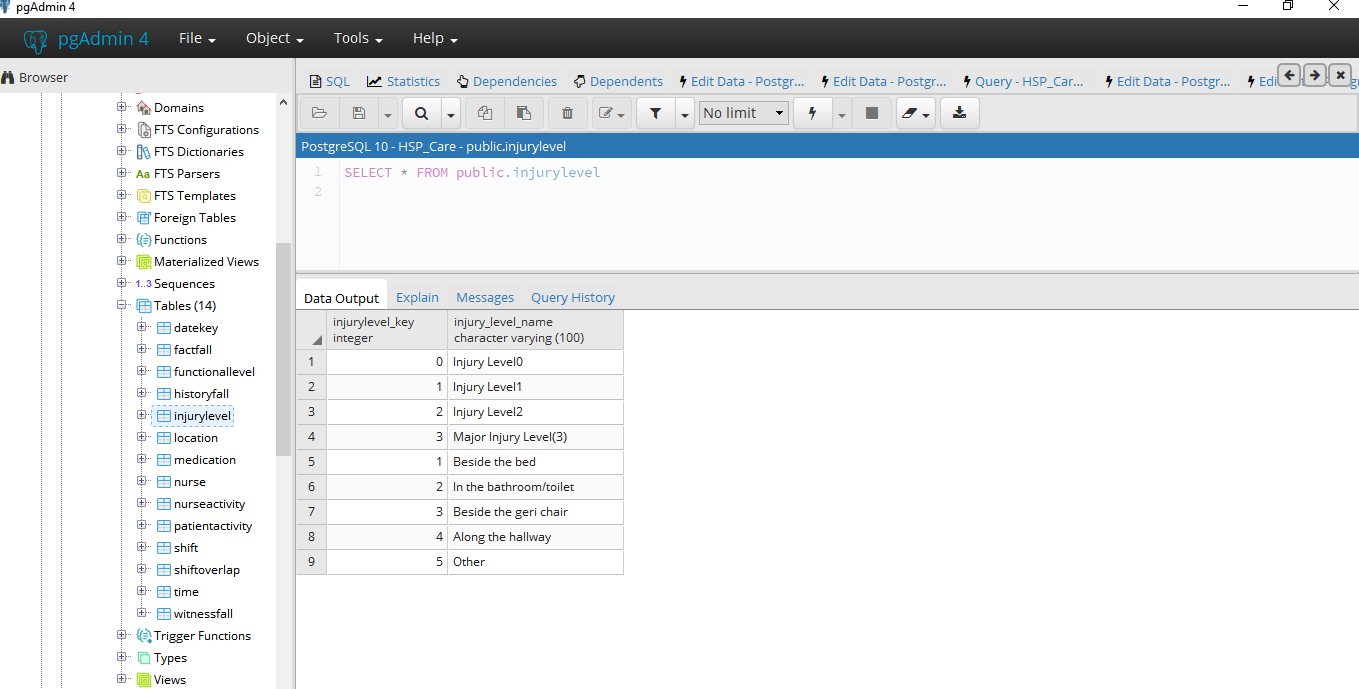 pgAdmin 4
pgAdmin 4 File Object Tools Help
Browser
SQL Statistics Dependencies Dependents Edit Data - Postgr... Edit Data - Postgr... Query - HSP_Car... Edit Data - Postgr...
No limit
PostgreSQL 10 - HSP_Care - public.injurylevel
1 SELECT * FROM public.injurylevel
2
Domains
FTS Configurations
FTS Dictionaries
Aa FTS Parsers
FTS Templates
Foreign Tables
Functions
Materialized Views
1..3 Sequences
Tables (14)
datekey
factfall
functionallevel
historyfall
injurylevel
location
medication
nurse
nurseactivity
patientactivity
shift
shiftoverlap
time
witnessfall
Trigger Functions
Types
Views
Data Output Explain Messages Query History
injurylevel_key injury_level_name
integer character varying (100)
1 0 Injury Level0
2 1 Injury Level1
3 2 Injury Level2
4 3 Major Injury Level(3)
5 1 Beside the bed
6 2 In the bathroom/toilet
7 3 Beside the geri chair
8 4 Along the hallway
9 5 Other